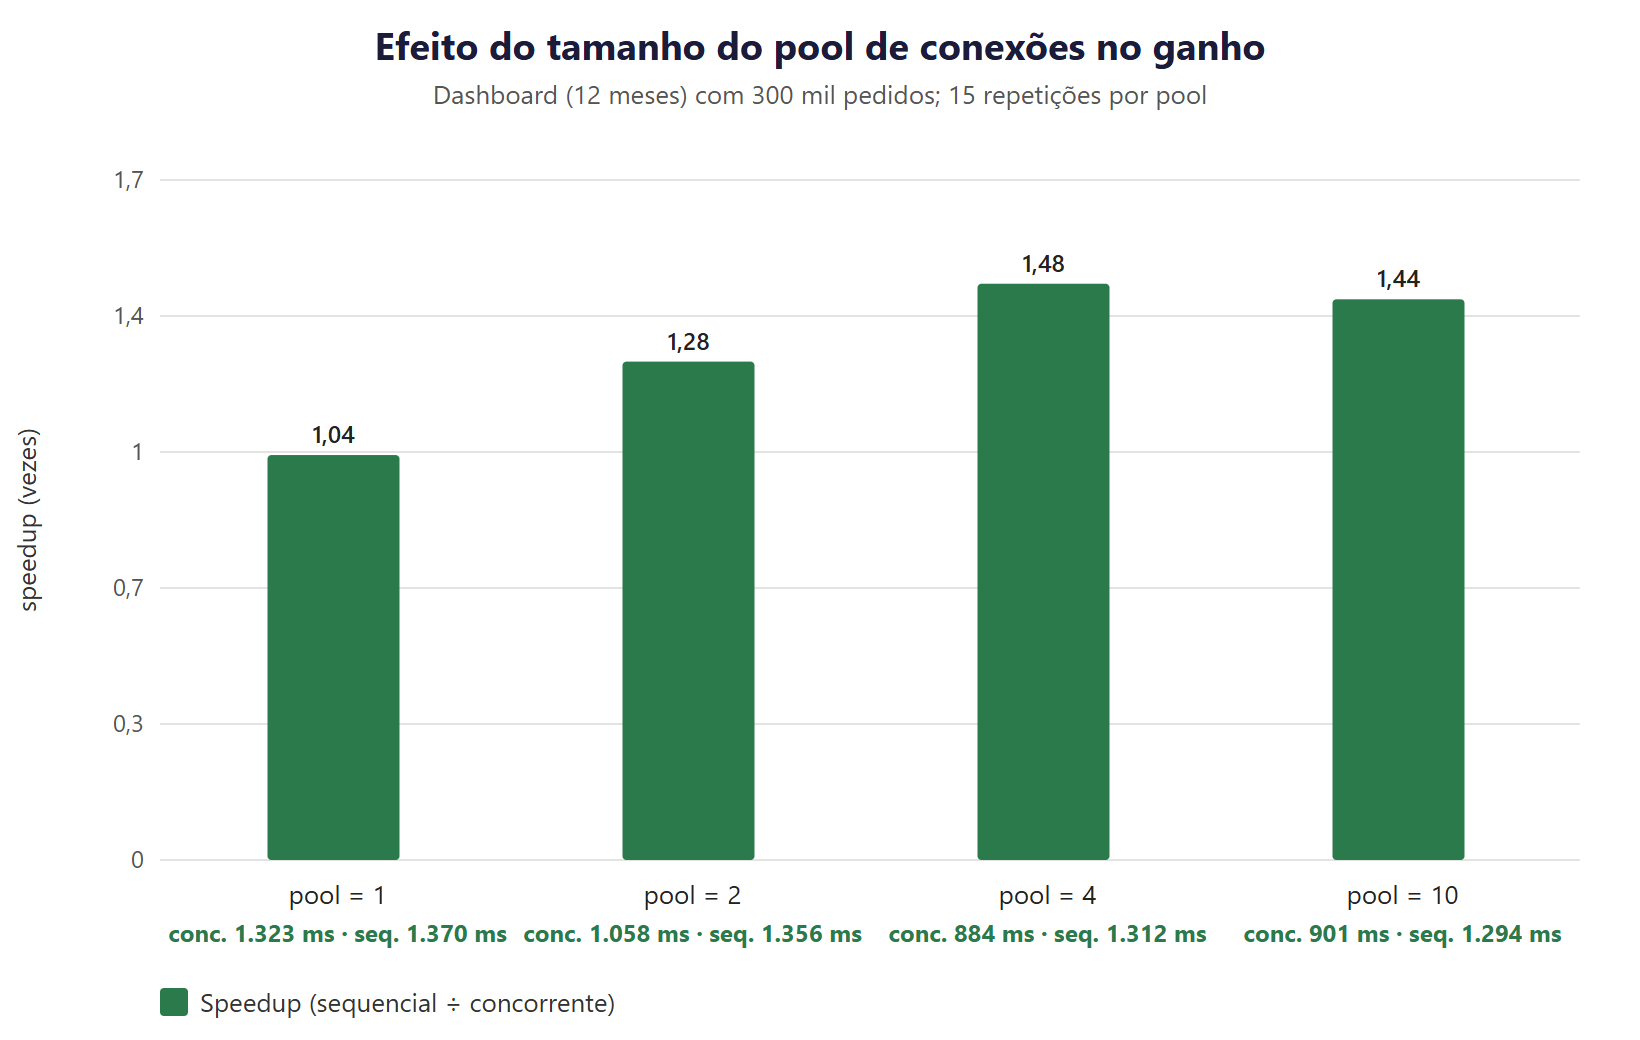 Efeito do tamanho do pool de conexões no ganho
Dashboard (12 meses) com 300 mil pedidos; 15 repetições por pool
speedup (vezes)
1,7
1,4
1
0,7
0,3
0
1,04
1,28
1,48
1,44
pool = 1
pool = 2
pool = 4
pool = 10
conc. 1.323 ms · seq. 1.370 ms
conc. 1.058 ms · seq. 1.356 ms
conc. 884 ms · seq. 1.312 ms
conc. 901 ms · seq. 1.294 ms
Speedup (sequencial ÷ concorrente)